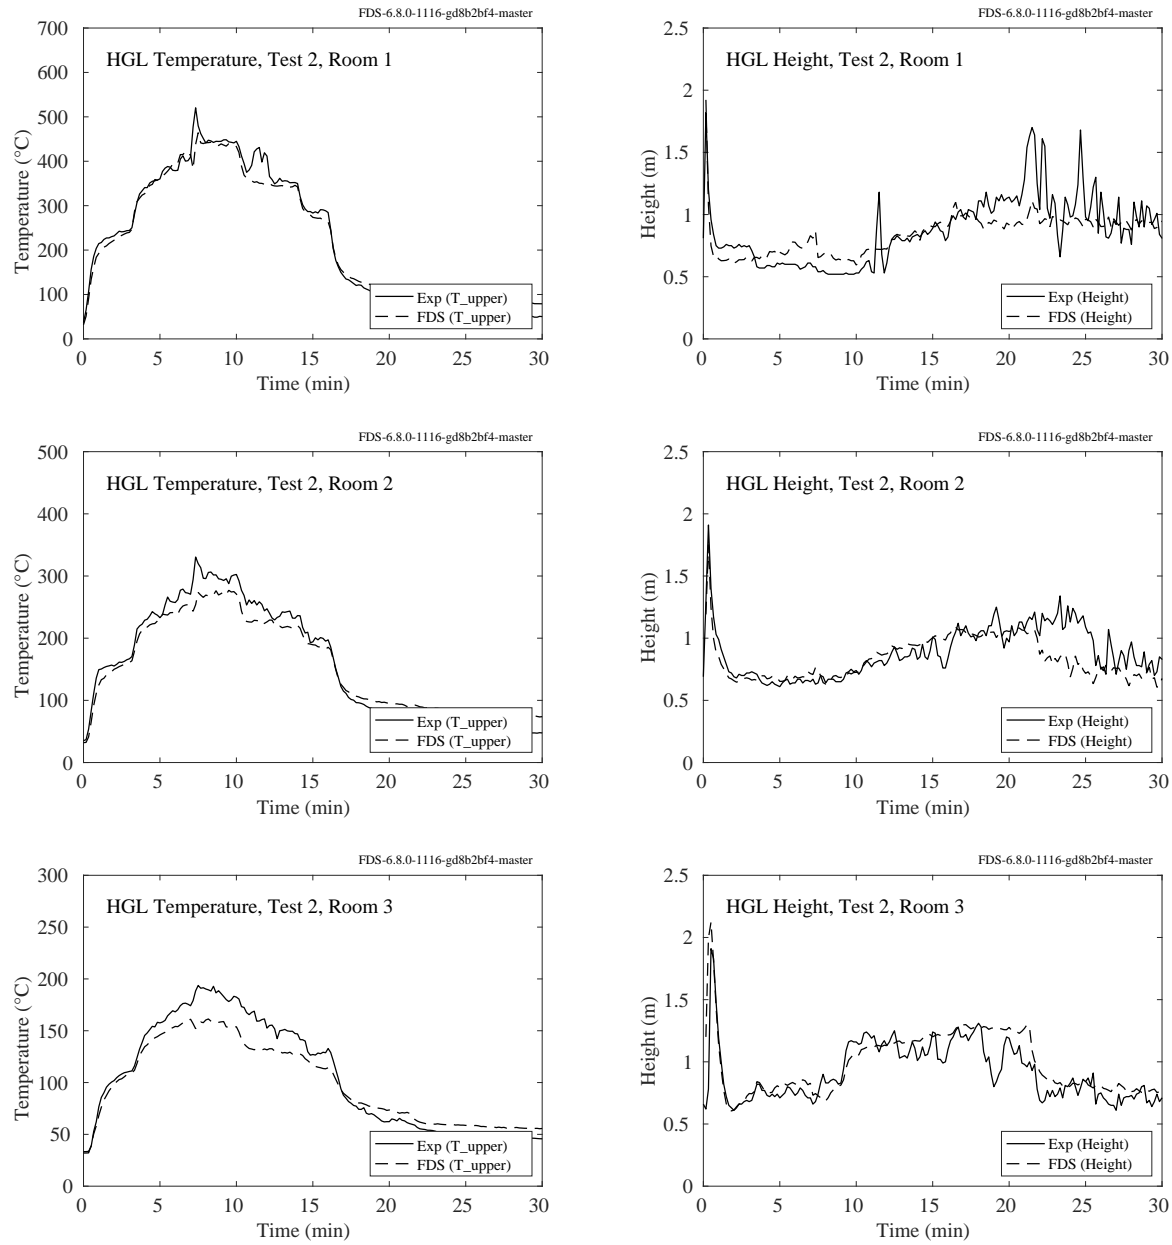 FDS-6.8.0-1116-gd8b2bf4-master
HGL Temperature, Test 2, Room 1
Temperature (°C)
700
600
500
400
300
200
100
0
0 5 10 15 20 25 30
Time (min)
Exp (T_upper)
FDS (T_upper)
FDS-6.8.0-1116-gd8b2bf4-master
HGL Height, Test 2, Room 1
Height (m)
2.5
2
1.5
1
0.5
0
0 5 10 15 20 25 30
Time (min)
Exp (Height)
FDS (Height)
FDS-6.8.0-1116-gd8b2bf4-master
HGL Temperature, Test 2, Room 2
Temperature (°C)
500
400
300
200
100
0
0 5 10 15 20 25 30
Time (min)
Exp (T_upper)
FDS (T_upper)
FDS-6.8.0-1116-gd8b2bf4-master
HGL Height, Test 2, Room 2
Height (m)
2.5
2
1.5
1
0.5
0
0 5 10 15 20 25 30
Time (min)
Exp (Height)
FDS (Height)
FDS-6.8.0-1116-gd8b2bf4-master
HGL Temperature, Test 2, Room 3
Temperature (°C)
300
250
200
150
100
50
0
0 5 10 15 20 25 30
Time (min)
Exp (T_upper)
FDS (T_upper)
FDS-6.8.0-1116-gd8b2bf4-master
HGL Height, Test 2, Room 3
Height (m)
2.5
2
1.5
1
0.5
0
0 5 10 15 20 25 30
Time (min)
Exp (Height)
FDS (Height)